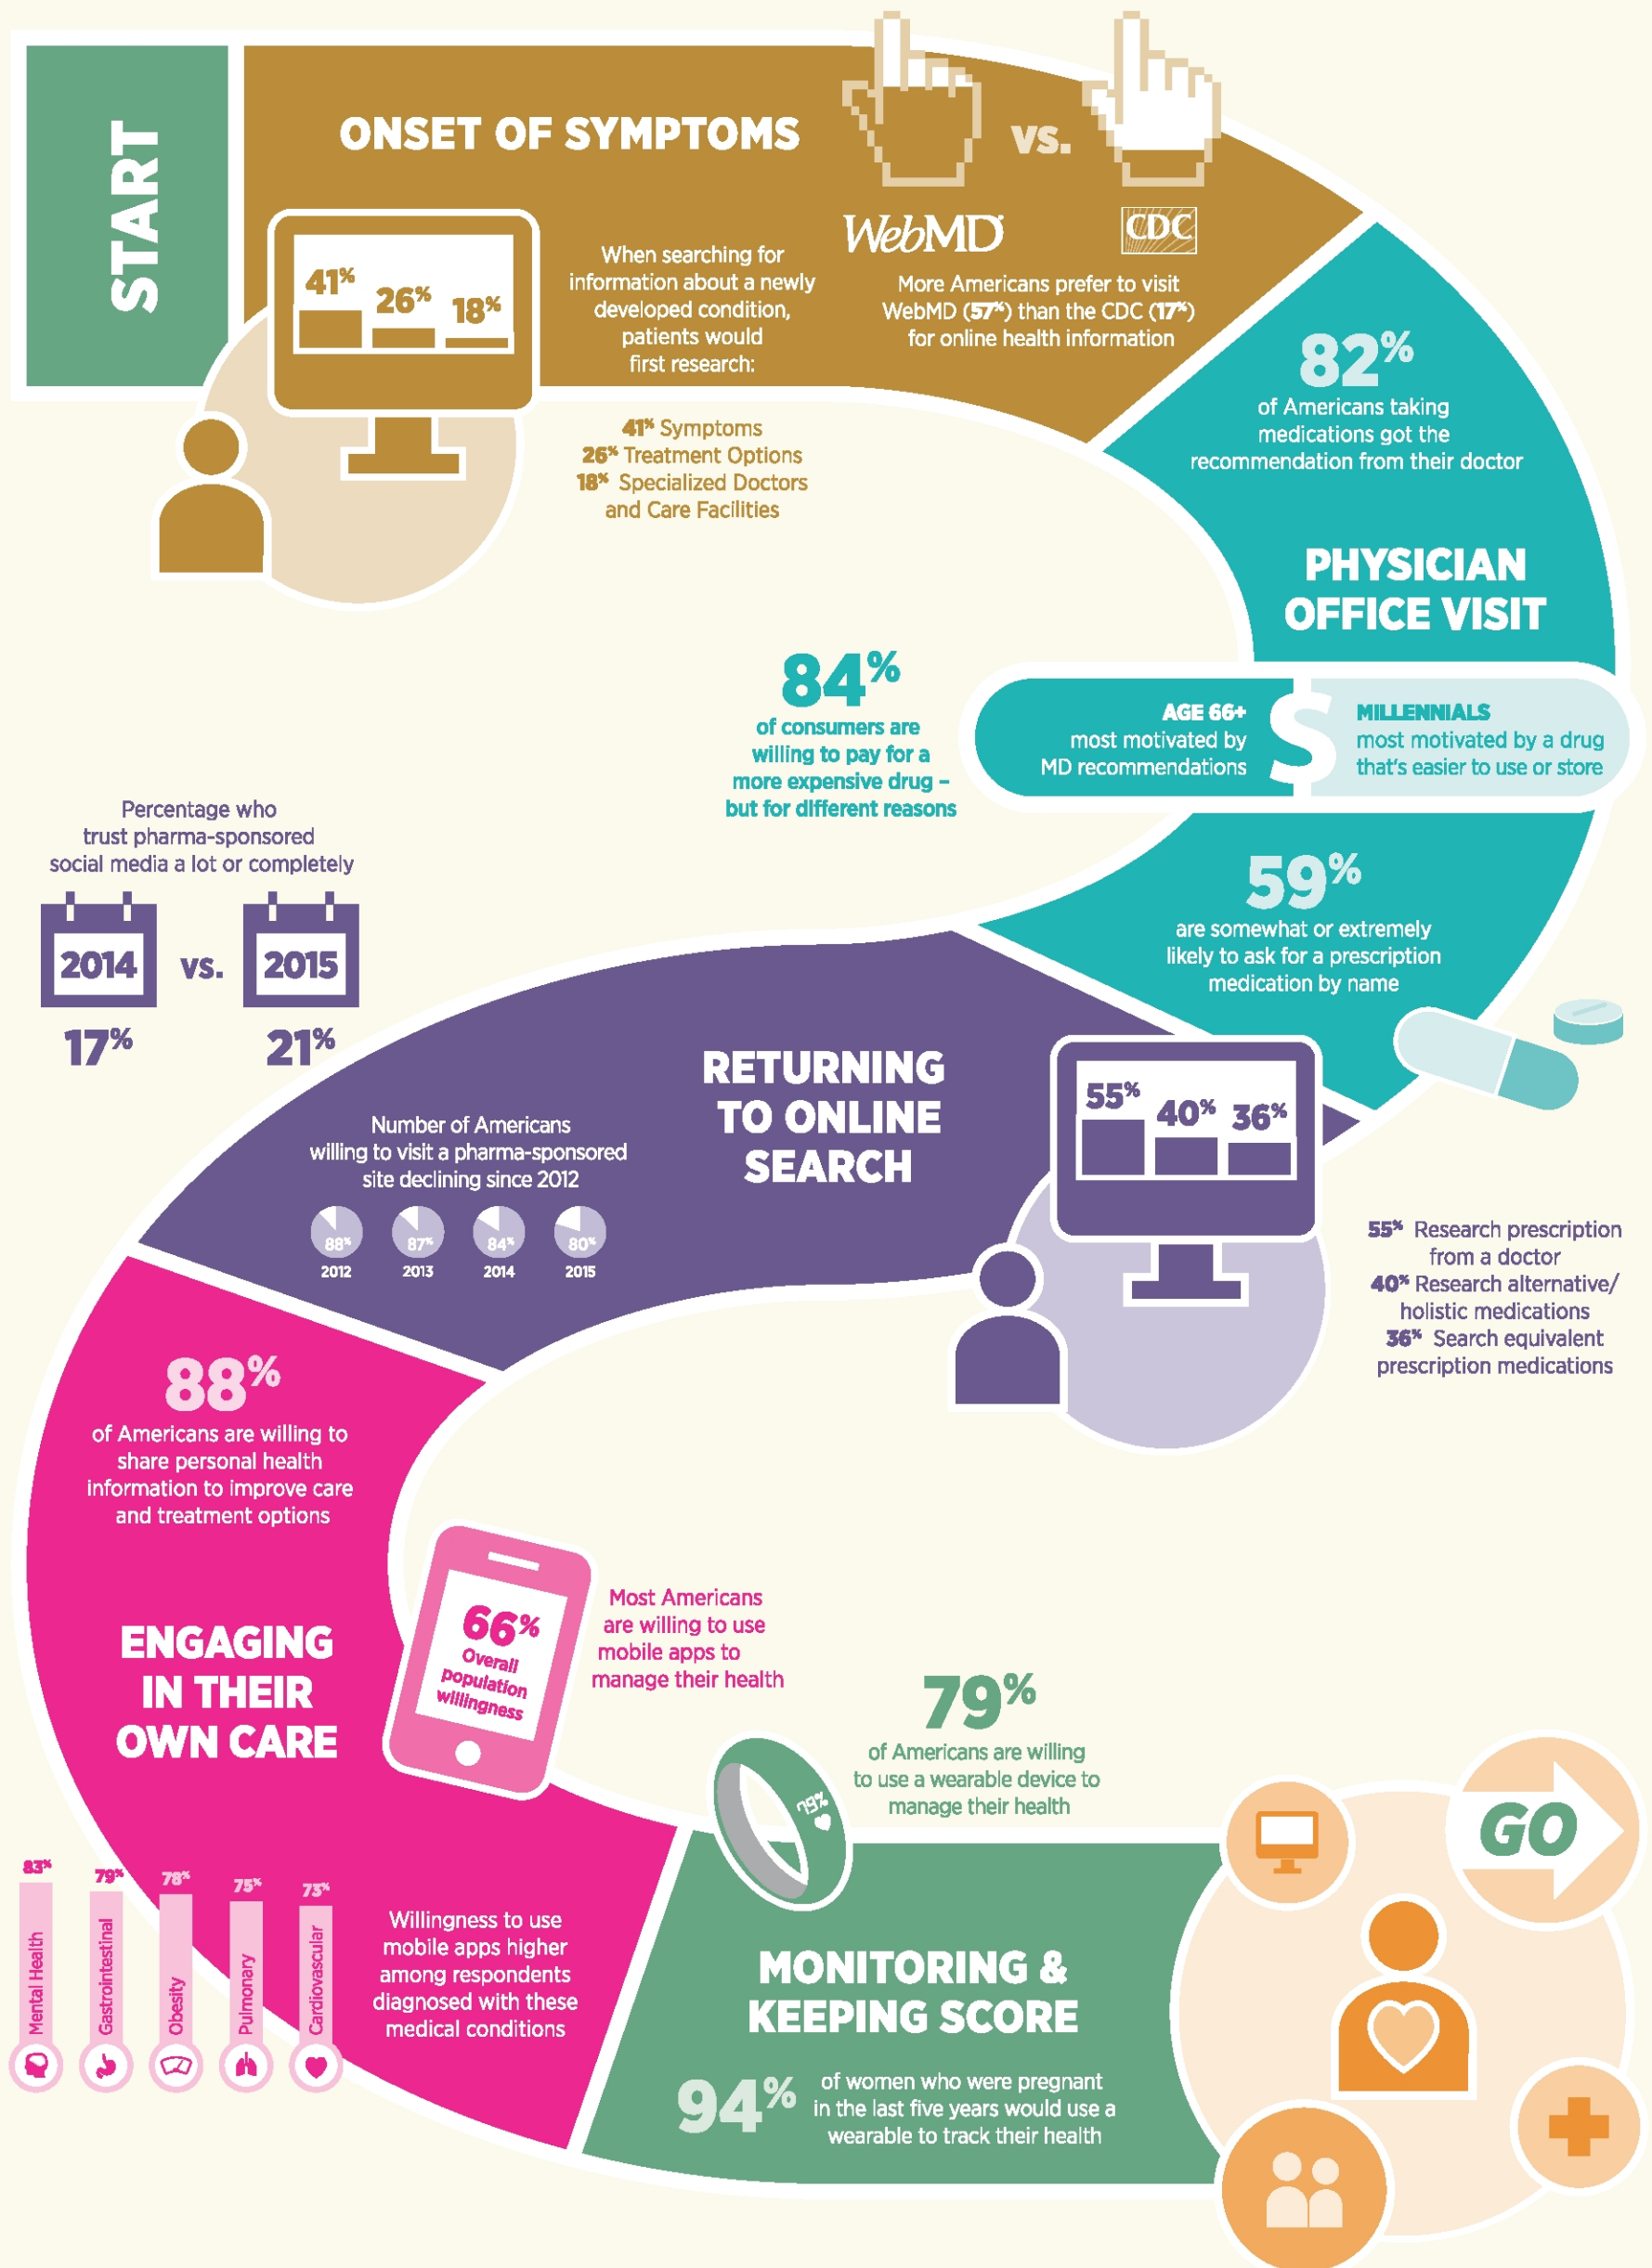 START
ONSET OF SYMPTOMS
VS.
WebMD
CDC
41%
26%
18%
When searching for
information about a newly
developed condition,
patients would
first research:
41% Symptoms
26% Treatment Options
18% Specialized Doctors
and Care Facilities
More Americans prefer to visit
WebMD (57%) than the CDC (17%)
for online health information
82%
of Americans taking
medications got the
recommendation from their doctor
PHYSICIAN
OFFICE VISIT
84%
of consumers are
willing to pay for a
more expensive drug –
but for different reasons
AGE 66+
most motivated by
MD recommendations
$
MILLENNIALS
most motivated by a drug
that's easier to use or store
59%
are somewhat or extremely
likely to ask for a prescription
medication by name
Percentage who
trust pharma-sponsored
social media a lot or completely
2014
VS.
2015
17%
21%
RETURNING
TO ONLINE
SEARCH
Number of Americans
willing to visit a pharma-sponsored
site declining since 2012
88%
87%
84%
80%
2012
2013
2014
2015
55%
40%
36%
55% Research prescription
from a doctor
40% Research alternative/
holistic medications
36% Search equivalent
prescription medications
88%
of Americans are willing to
share personal health
information to improve care
and treatment options
ENGAGING
IN THEIR
OWN CARE
66%
Overall
population
willingness
Most Americans
are willing to use
mobile apps to
manage their health
83%
79%
78%
75%
73%
Mental Health
Gastrointestinal
Obesity
Pulmonary
Cardiovascular
Willingness to use
mobile apps higher
among respondents
diagnosed with these
medical conditions
79%
of Americans are willing
to use a wearable device to
manage their health
79%
MONITORING &
KEEPING SCORE
94%
of women who were pregnant
in the last five years would use a
wearable to track their health
GO